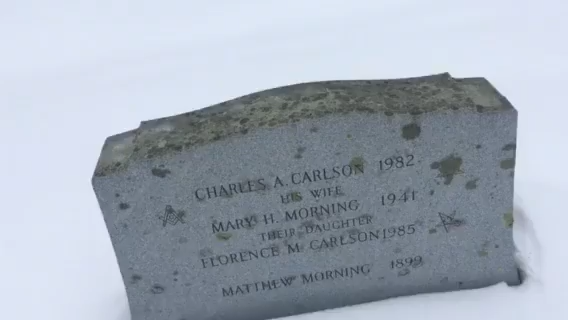 CHARLES A. CARLSON 1982
HIS WIFE
MARY H. MORNING 1941
THEIR DAUGHTER
FLORENCE M. CARLSON 1985
MATTHEW MORNING 1899